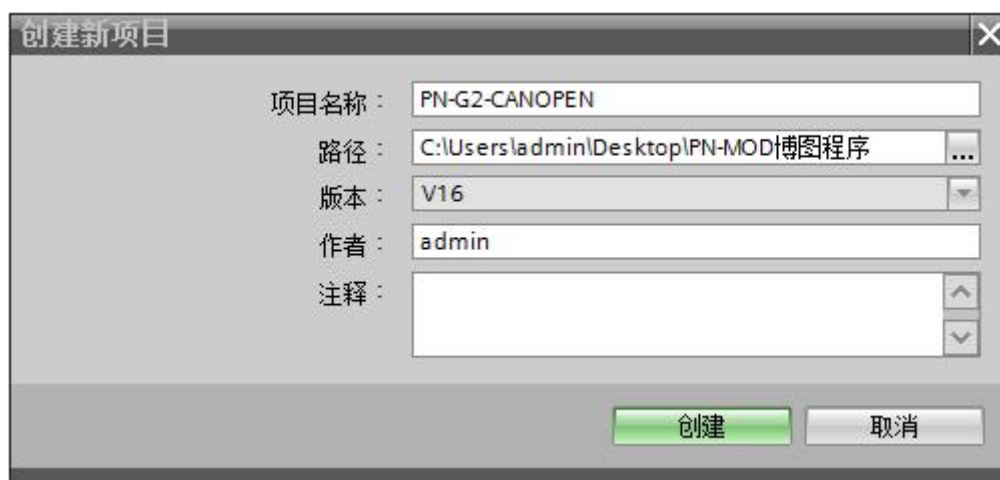 创建新项目
项目名称： PN-G2-CANOPEN
路径： C:\Users\admin\Desktop\PN-MOD博图程序 ...
版本： V16
作者： admin
注释：
创建 取消